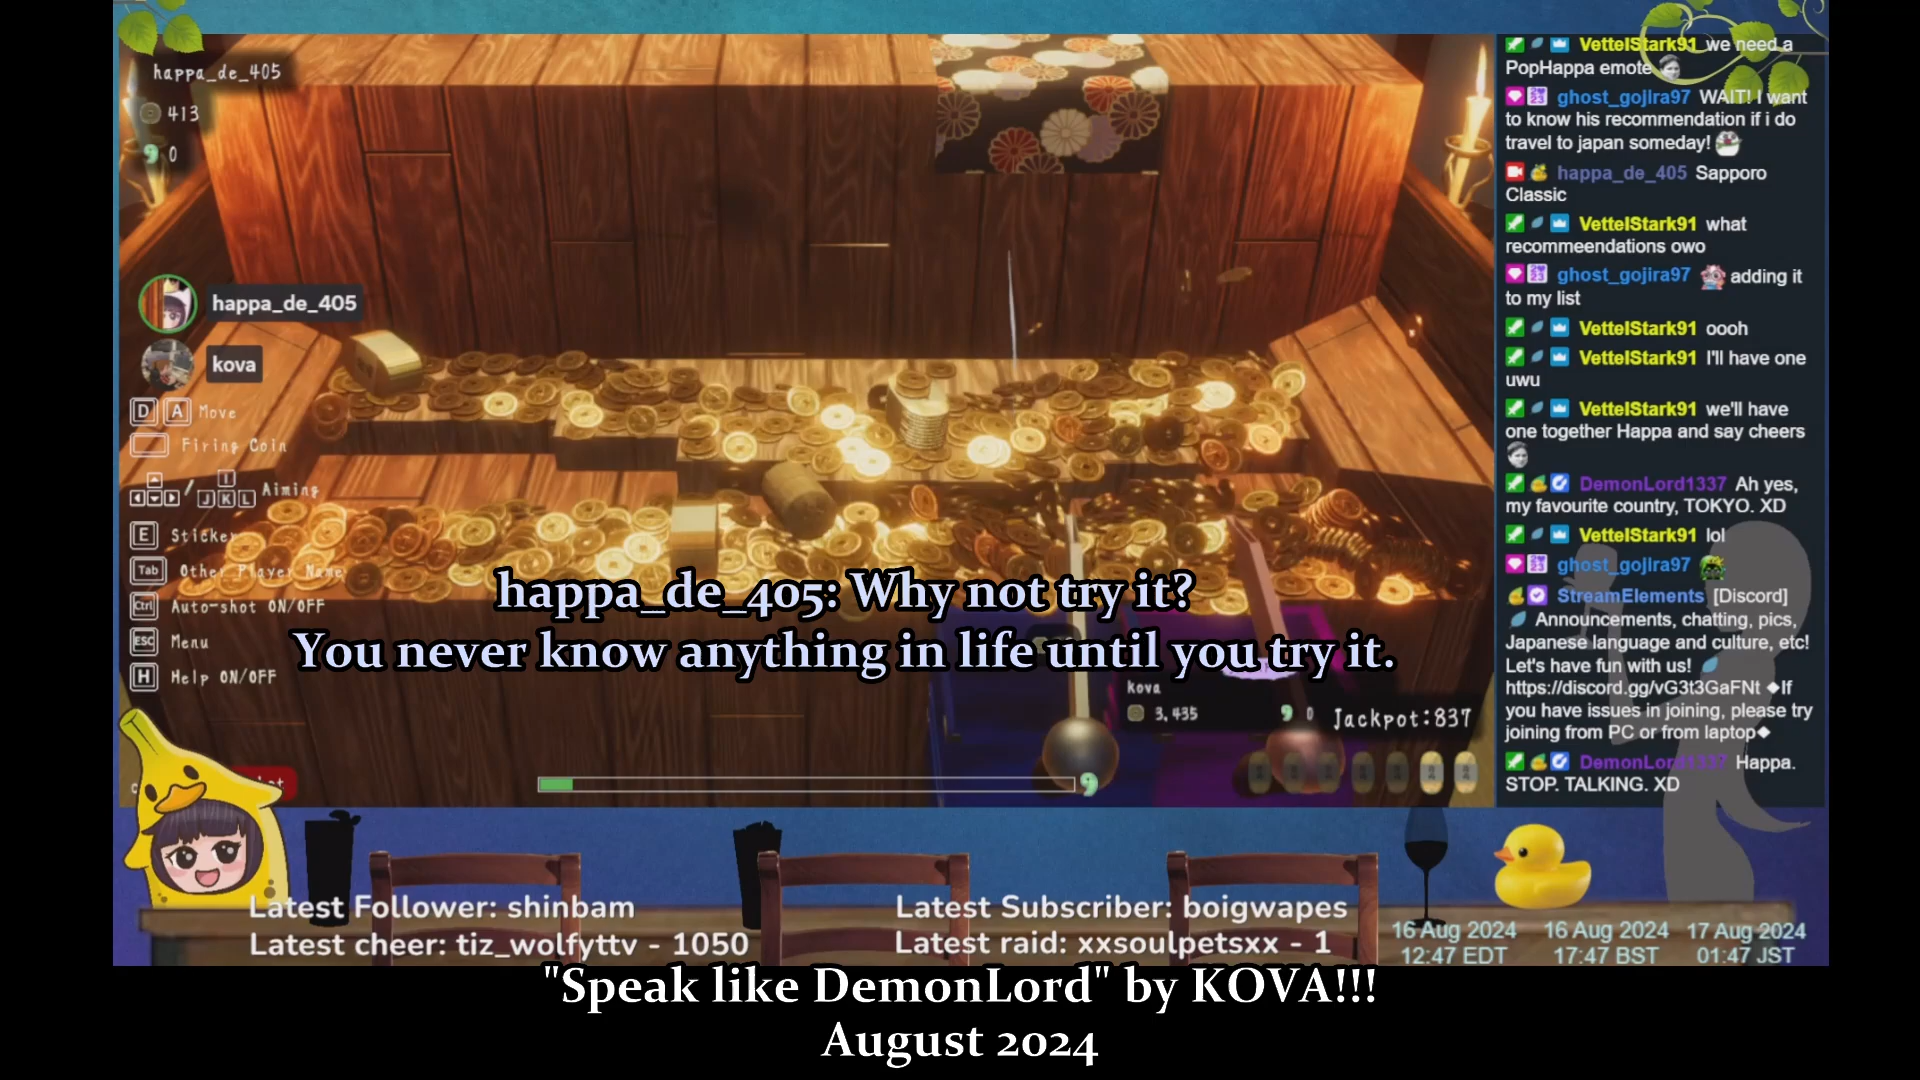 happa_de_405
413
0
happa_de_405
kova
D A Move
Firing Coin
I
J K L Aiming
E Sticker
Tab Other Player Name
Ctrl Auto-shot ON/OFF
ESC Menu
H Help ON/OFF
happa_de_405: Why not try it?
You never know anything in life until you try it.
kova
3,435
0
Jackpot:837
VettelStark91 we need a
PopHappa emote
ghost_gojira97 WAIT! I want
to know his recommendation if i do
travel to japan someday!
happa_de_405 Sapporo
Classic
VettelStark91 what
recommeendations owo
ghost_gojira97 adding it
to my list
VettelStark91 oooh
VettelStark91 I'll have one
uwu
VettelStark91 we'll have
one together Happa and say cheers
DemonLord1337 Ah yes,
my favourite country, TOKYO. XD
VettelStark91 lol
ghost_gojira97
StreamElements [Discord]
Announcements, chatting, pics,
Japanese language and culture, etc!
Let's have fun with us!
https://discord.gg/vG3t3GaFNt ◆If
you have issues in joining, please try
joining from PC or from laptop◆
DemonLord1337 Happa.
STOP. TALKING. XD
Latest Follower: shinbam
Latest cheer: tiz_wolfyttv - 1050
Latest Subscriber: boigwapes
Latest raid: xxsoulpetsxx - 1
16 Aug 2024
12:47 EDT
16 Aug 2024
17:47 BST
17 Aug 2024
01:47 JST
"Speak like DemonLord" by KOVA!!!
August 2024